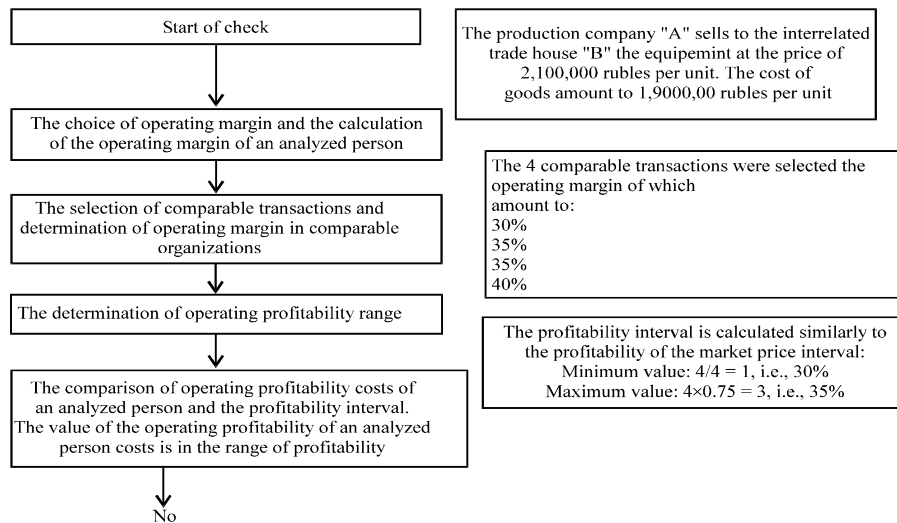 Start of check
The production company "A" sells to the interrelated
trade house "B" the equipemint at the price of
2,100,000 rubles per unit. The cost of
goods amount to 1,9000,00 rubles per unit
The choice of operating margin and the calculation
of the operating margin of an analyzed person
The 4 comparable transactions were selected the
operating margin of which
amount to:
30%
35%
35%
40%
The selection of comparable transactions and
determination of operating margin in comparable
organizations
The determination of operating profitability range
The profitability interval is calculated similarly to
the profitability of the market price interval:
Minimum value: 4/4 = 1, i.e., 30%
Maximum value: 4×0.75 = 3, i.e., 35%
The comparison of operating profitability costs of
an analyzed person and the profitability interval.
The value of the operating profitability of an analyzed
person costs is in the range of profitability
No